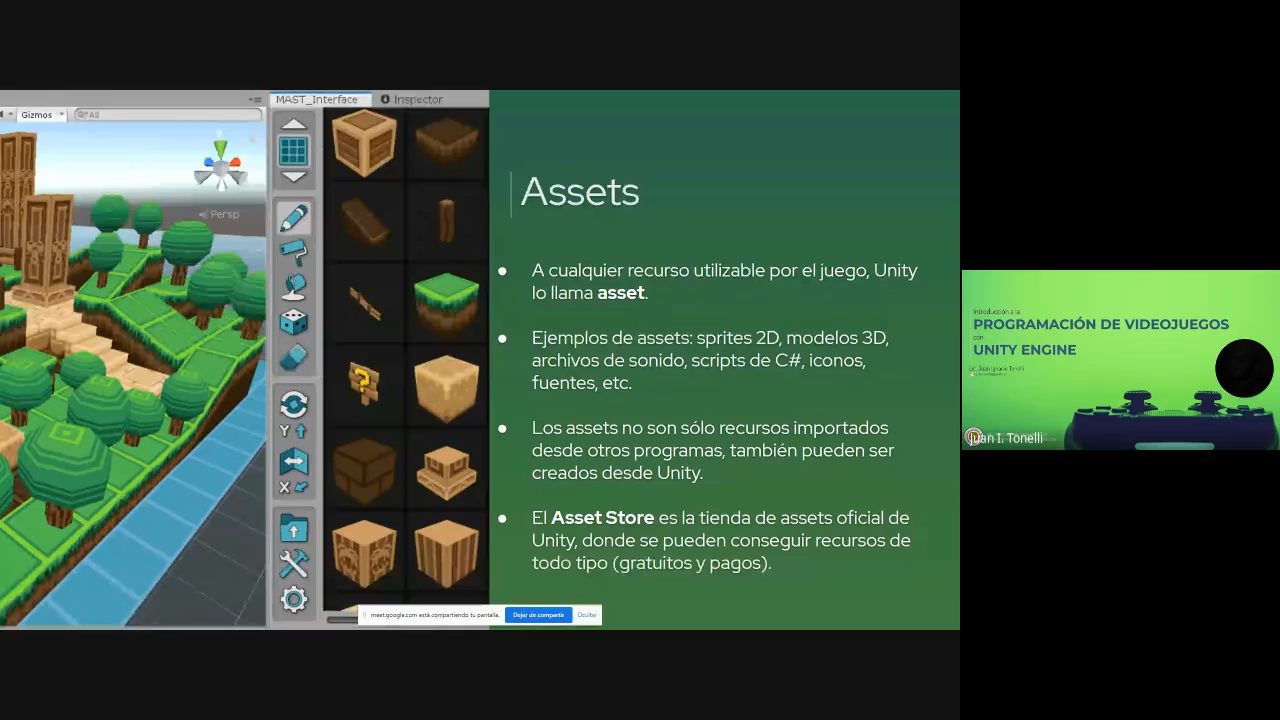 MAST_Interface
Inspector
Gizmos
All
Persp
Y
X
Assets
A cualquier recurso utilizable por el juego, Unity
lo llama asset.
Ejemplos de assets: sprites 2D, modelos 3D,
archivos de sonido, scripts de C#, iconos,
fuentes, etc.
Los assets no son sólo recursos importados
desde otros programas, también pueden ser
creados desde Unity.
El Asset Store es la tienda de assets oficial de
Unity, donde se pueden conseguir recursos de
todo tipo (gratuitos y pagos).
meet.google.com está compartiendo tu pantalla.
Dejar de compartir
Ocultar
Introducción a la
PROGRAMACIÓN DE VIDEOJUEGOS
con
UNITY ENGINE
Lic. Juan Ignacio Tonelli
Juan I. Tonelli